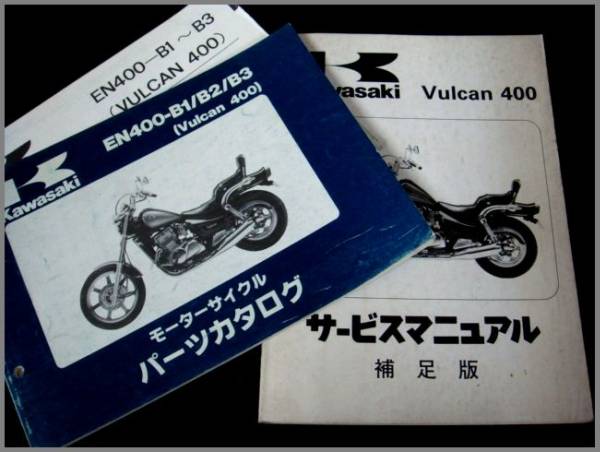 EN400-B1～B3
(VULCAN 400)
Kawasaki
EN400-B1/B2/B3
(Vulcan 400)
モーターサイクル
パーツカタログ
Kawasaki
Vulcan 400
サービスマニュアル
補足版